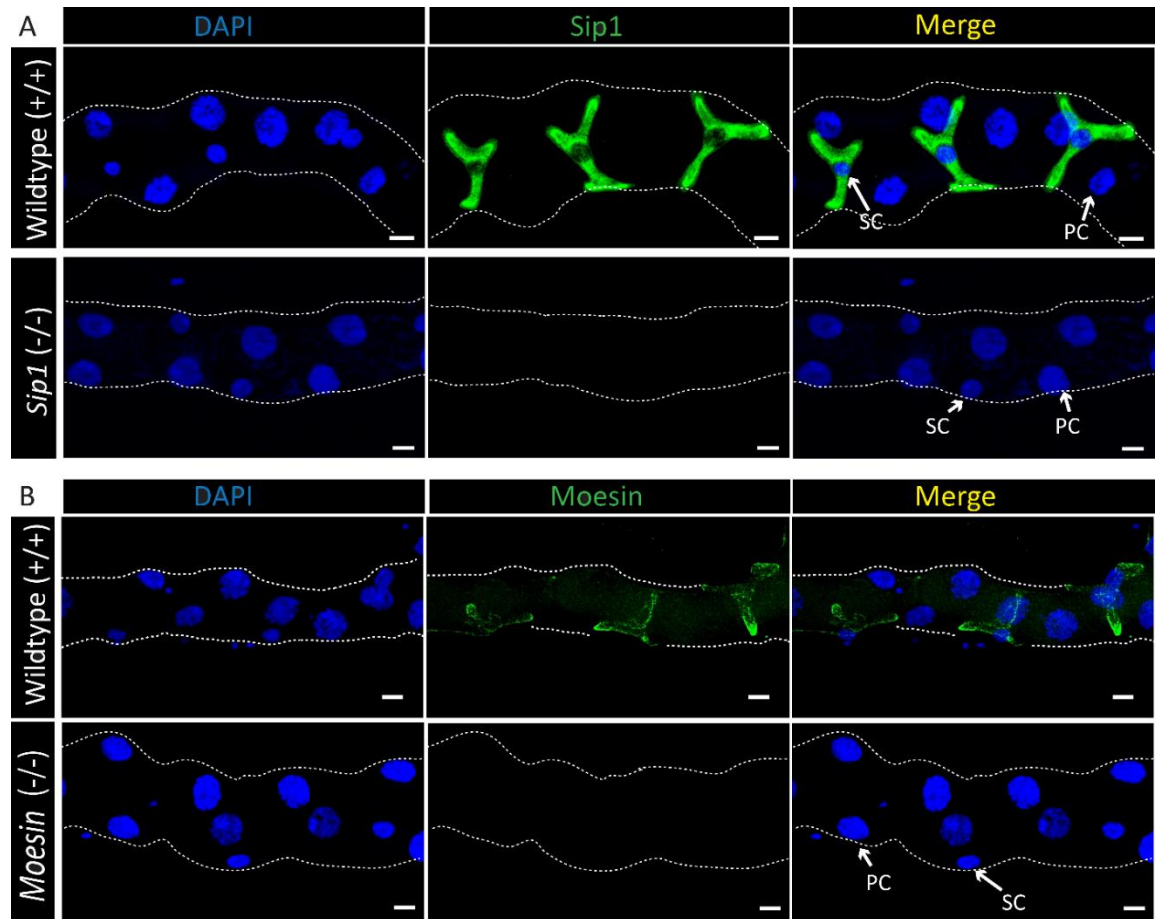 A
DAPI
Sip1
Merge
Wildtype (+/+)
SC
PC
Sip1 (-/-)
SC
PC
B
DAPI
Moesin
Merge
Wildtype (+/+)
Moesin (-/-)
PC
SC